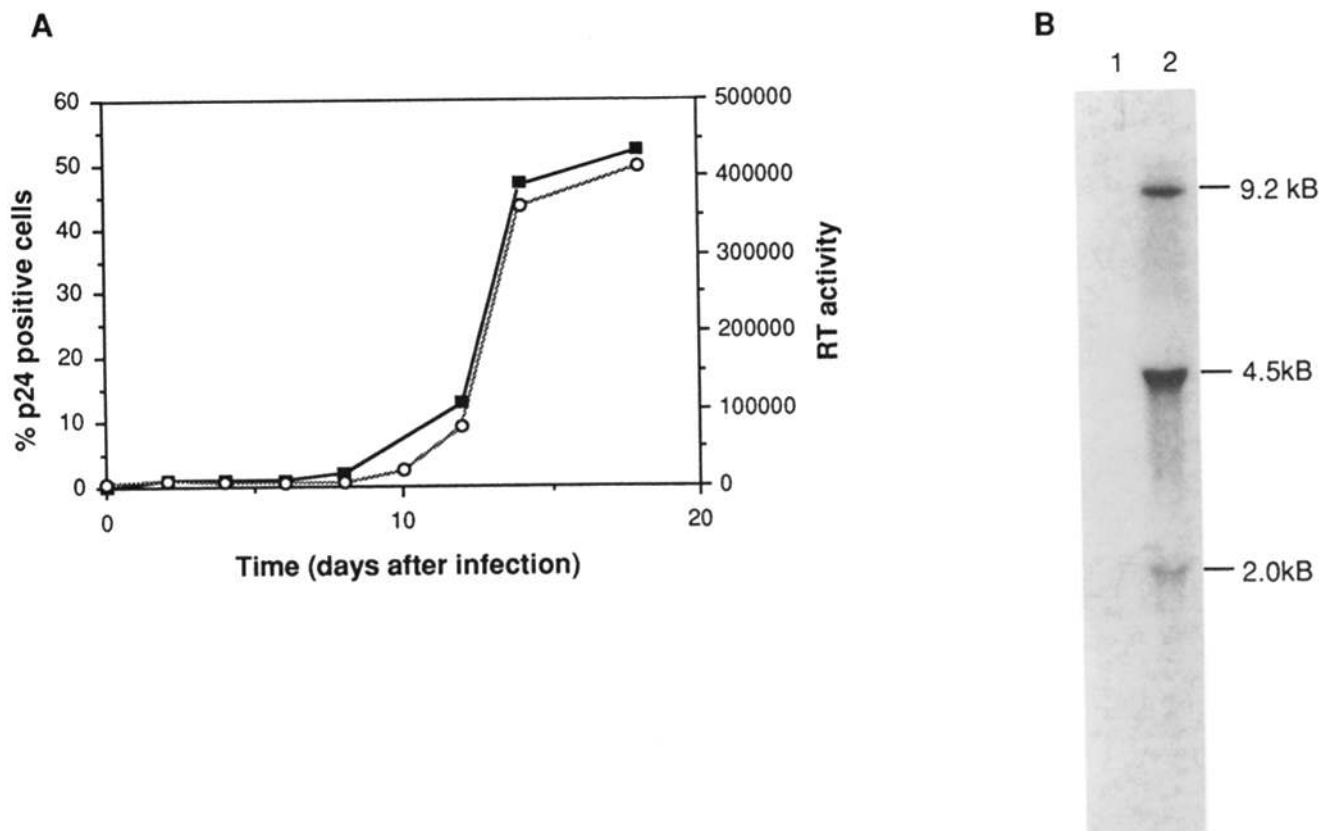 A
60
50
40
30
20
10
0
% p24 positive cells
500000
400000
300000
200000
100000
0
RT activity
0 10 20
Time (days after infection)
B
1 2
9.2 kB
4.5kB
2.0kB